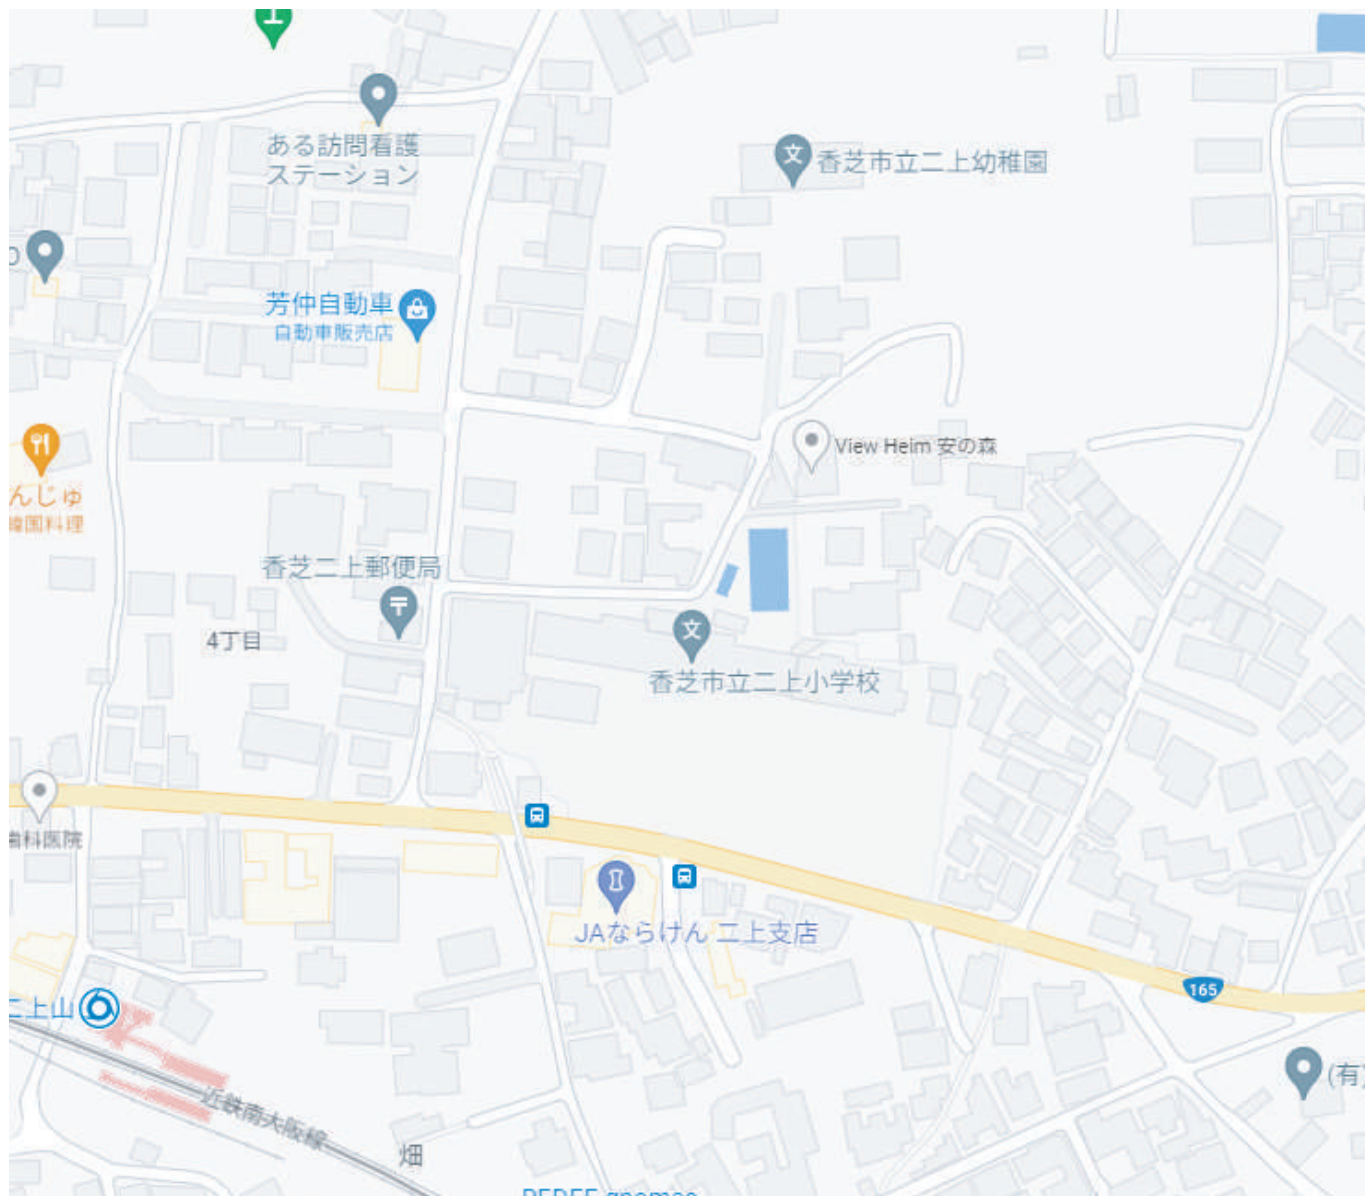 ある訪問看護
ステーション
香芝市立二上幼稚園
芳仲自動車
自動車販売店
View Heim 安の森
んじゅ
韓国料理
香芝二上郵便局
4丁目
香芝市立二上小学校
歯科医院
JAならけん 二上支店
165
二上山
近鉄南大阪線
(有)
畑